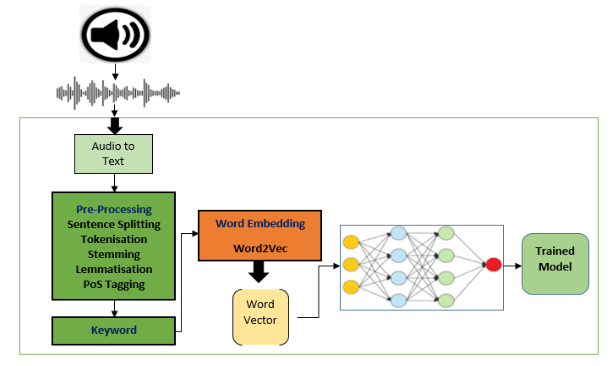 Audio to
Text
Pre-Processing
Sentence Splitting
Tokenisation
Stemming
Lemmatisation
PoS Tagging
Keyword
Word Embedding
Word2Vec
Word
Vector
Trained
Model